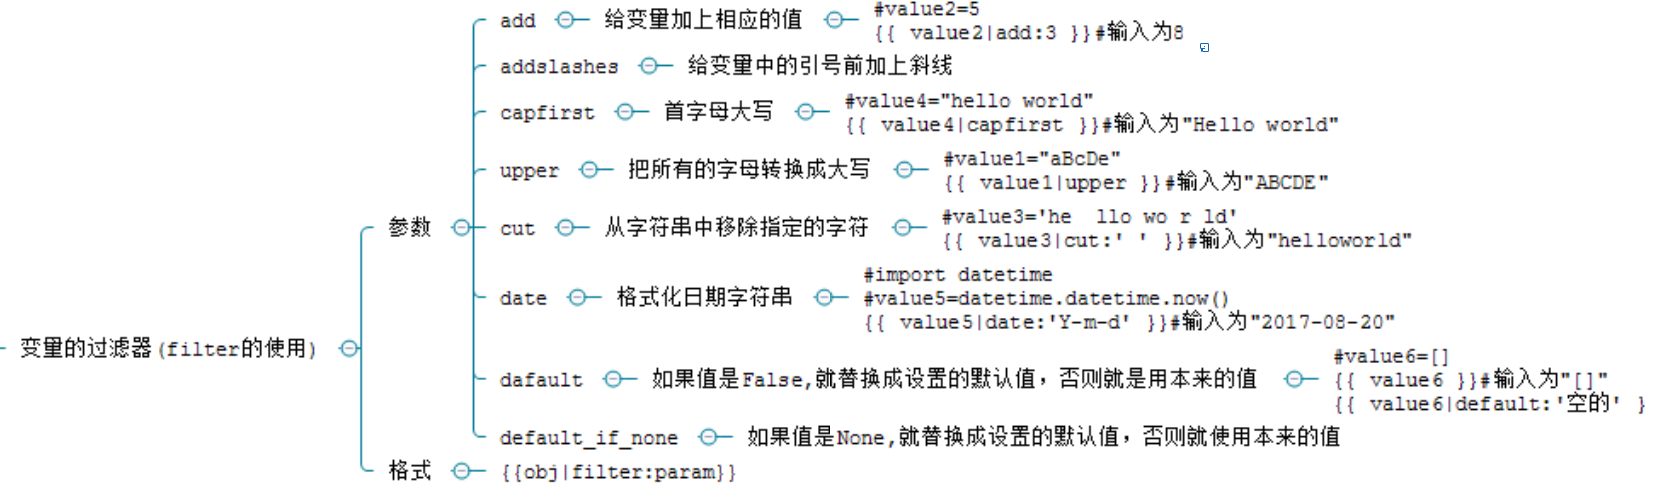 变量的过滤器(filter的使用)
参数
add
给变量加上相应的值
#value2=5
{{ value2|add:3 }}#输入为8
addslashes
给变量中的引号前加上斜线
capfirst
首字母大写
#value4="hello world"
{{ value4|capfirst }}#输入为"Hello world"
upper
把所有的字母转换成大写
#value1="aBcDe"
{{ value1|upper }}#输入为"ABCDE"
cut
从字符串中移除指定的字符
#value3='he  llo wo r ld'
{{ value3|cut:' ' }}#输入为"helloworld"
date
格式化日期字符串
#import datetime
#value5=datetime.datetime.now()
{{ value5|date:'Y-m-d' }}#输入为"2017-08-20"
dafault
如果值是False,就替换成设置的默认值，否则就是用本来的值
#value6=[]
{{ value6 }}#输入为"[]"
{{ value6|default:'空的' }
default_if_none
如果值是None,就替换成设置的默认值，否则就使用本来的值
格式
{{obj|filter:param}}